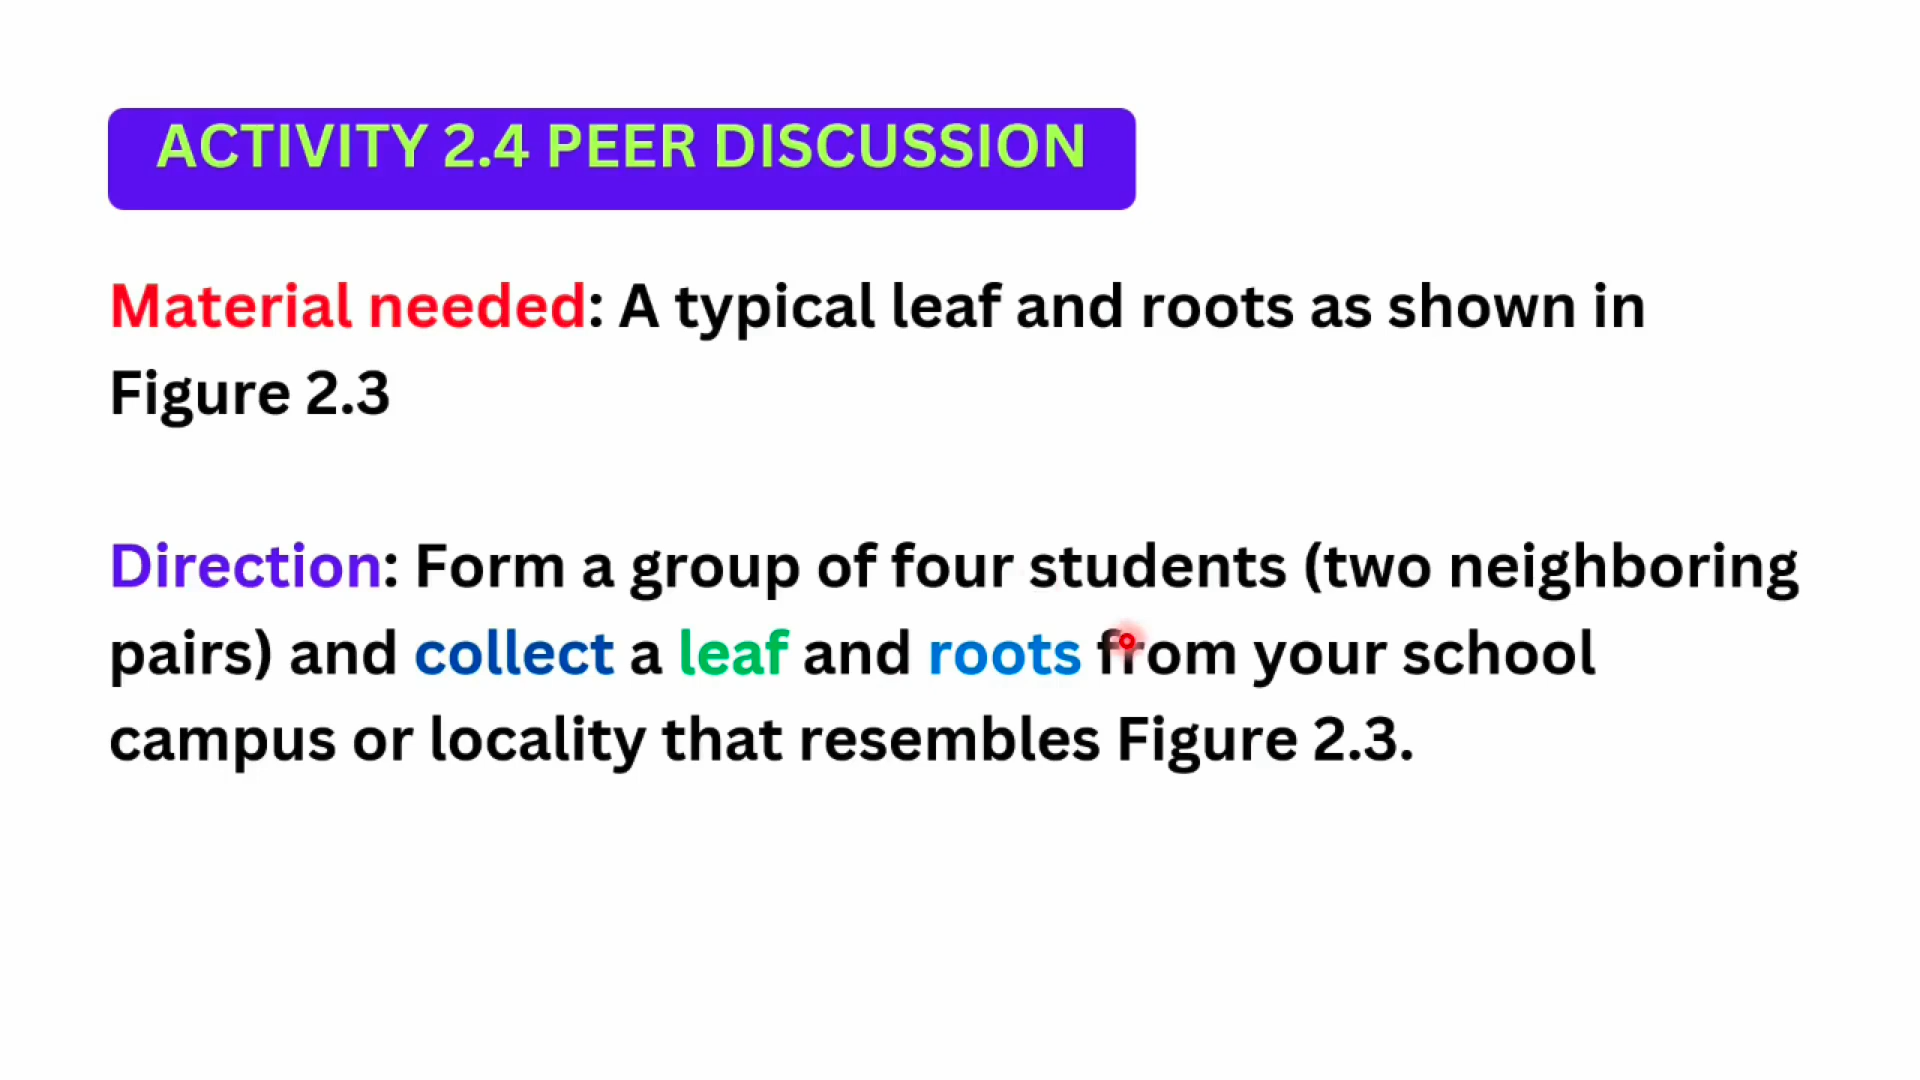 ACTIVITY 2.4 PEER DISCUSSION
Material needed: A typical leaf and roots as shown in
Figure 2.3
Direction: Form a group of four students (two neighboring
pairs) and collect a leaf and roots from your school
campus or locality that resembles Figure 2.3.